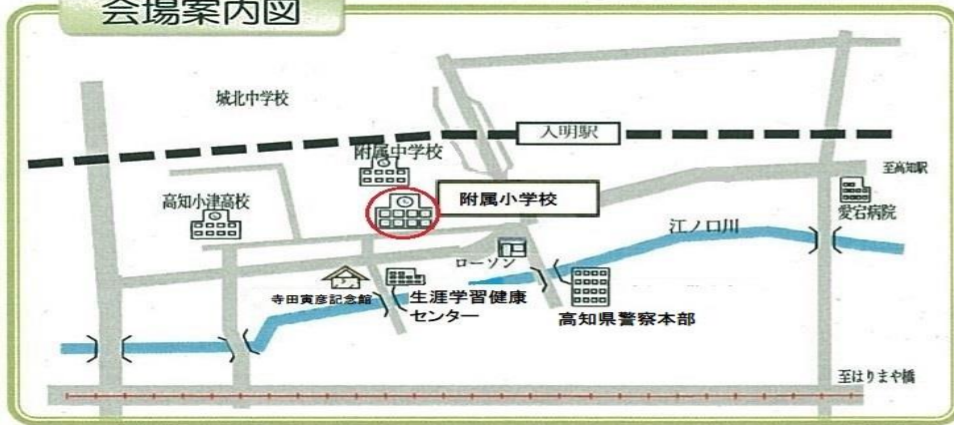 会場案内図
城北中学校
入明駅
附属中学校
至高知駅
高知小津高校
附属小学校
愛宕病院
江ノ口川
ローソン
寺田寅彦記念館
生涯学習健康
センター
高知県警察本部
至はりまや橋